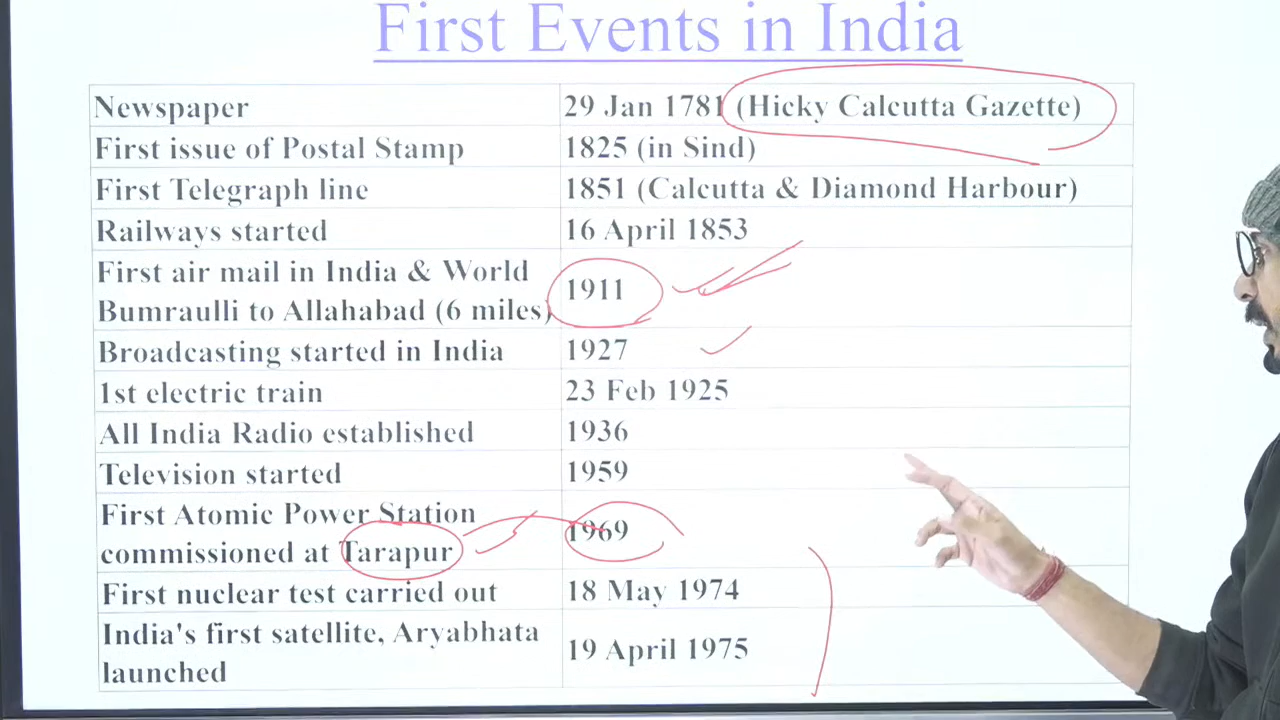 First Events in India
Newspaper 29 Jan 1781 (Hicky Calcutta Gazette)
First issue of Postal Stamp 1825 (in Sind)
First Telegraph line 1851 (Calcutta & Diamond Harbour)
Railways started 16 April 1853
First air mail in India & World
Bumraulli to Allahabad (6 miles) 1911
Broadcasting started in India 1927
1st electric train 23 Feb 1925
All India Radio established 1936
Television started 1959
First Atomic Power Station
commissioned at Tarapur 1969
First nuclear test carried out 18 May 1974
India's first satellite, Aryabhata
launched 19 April 1975